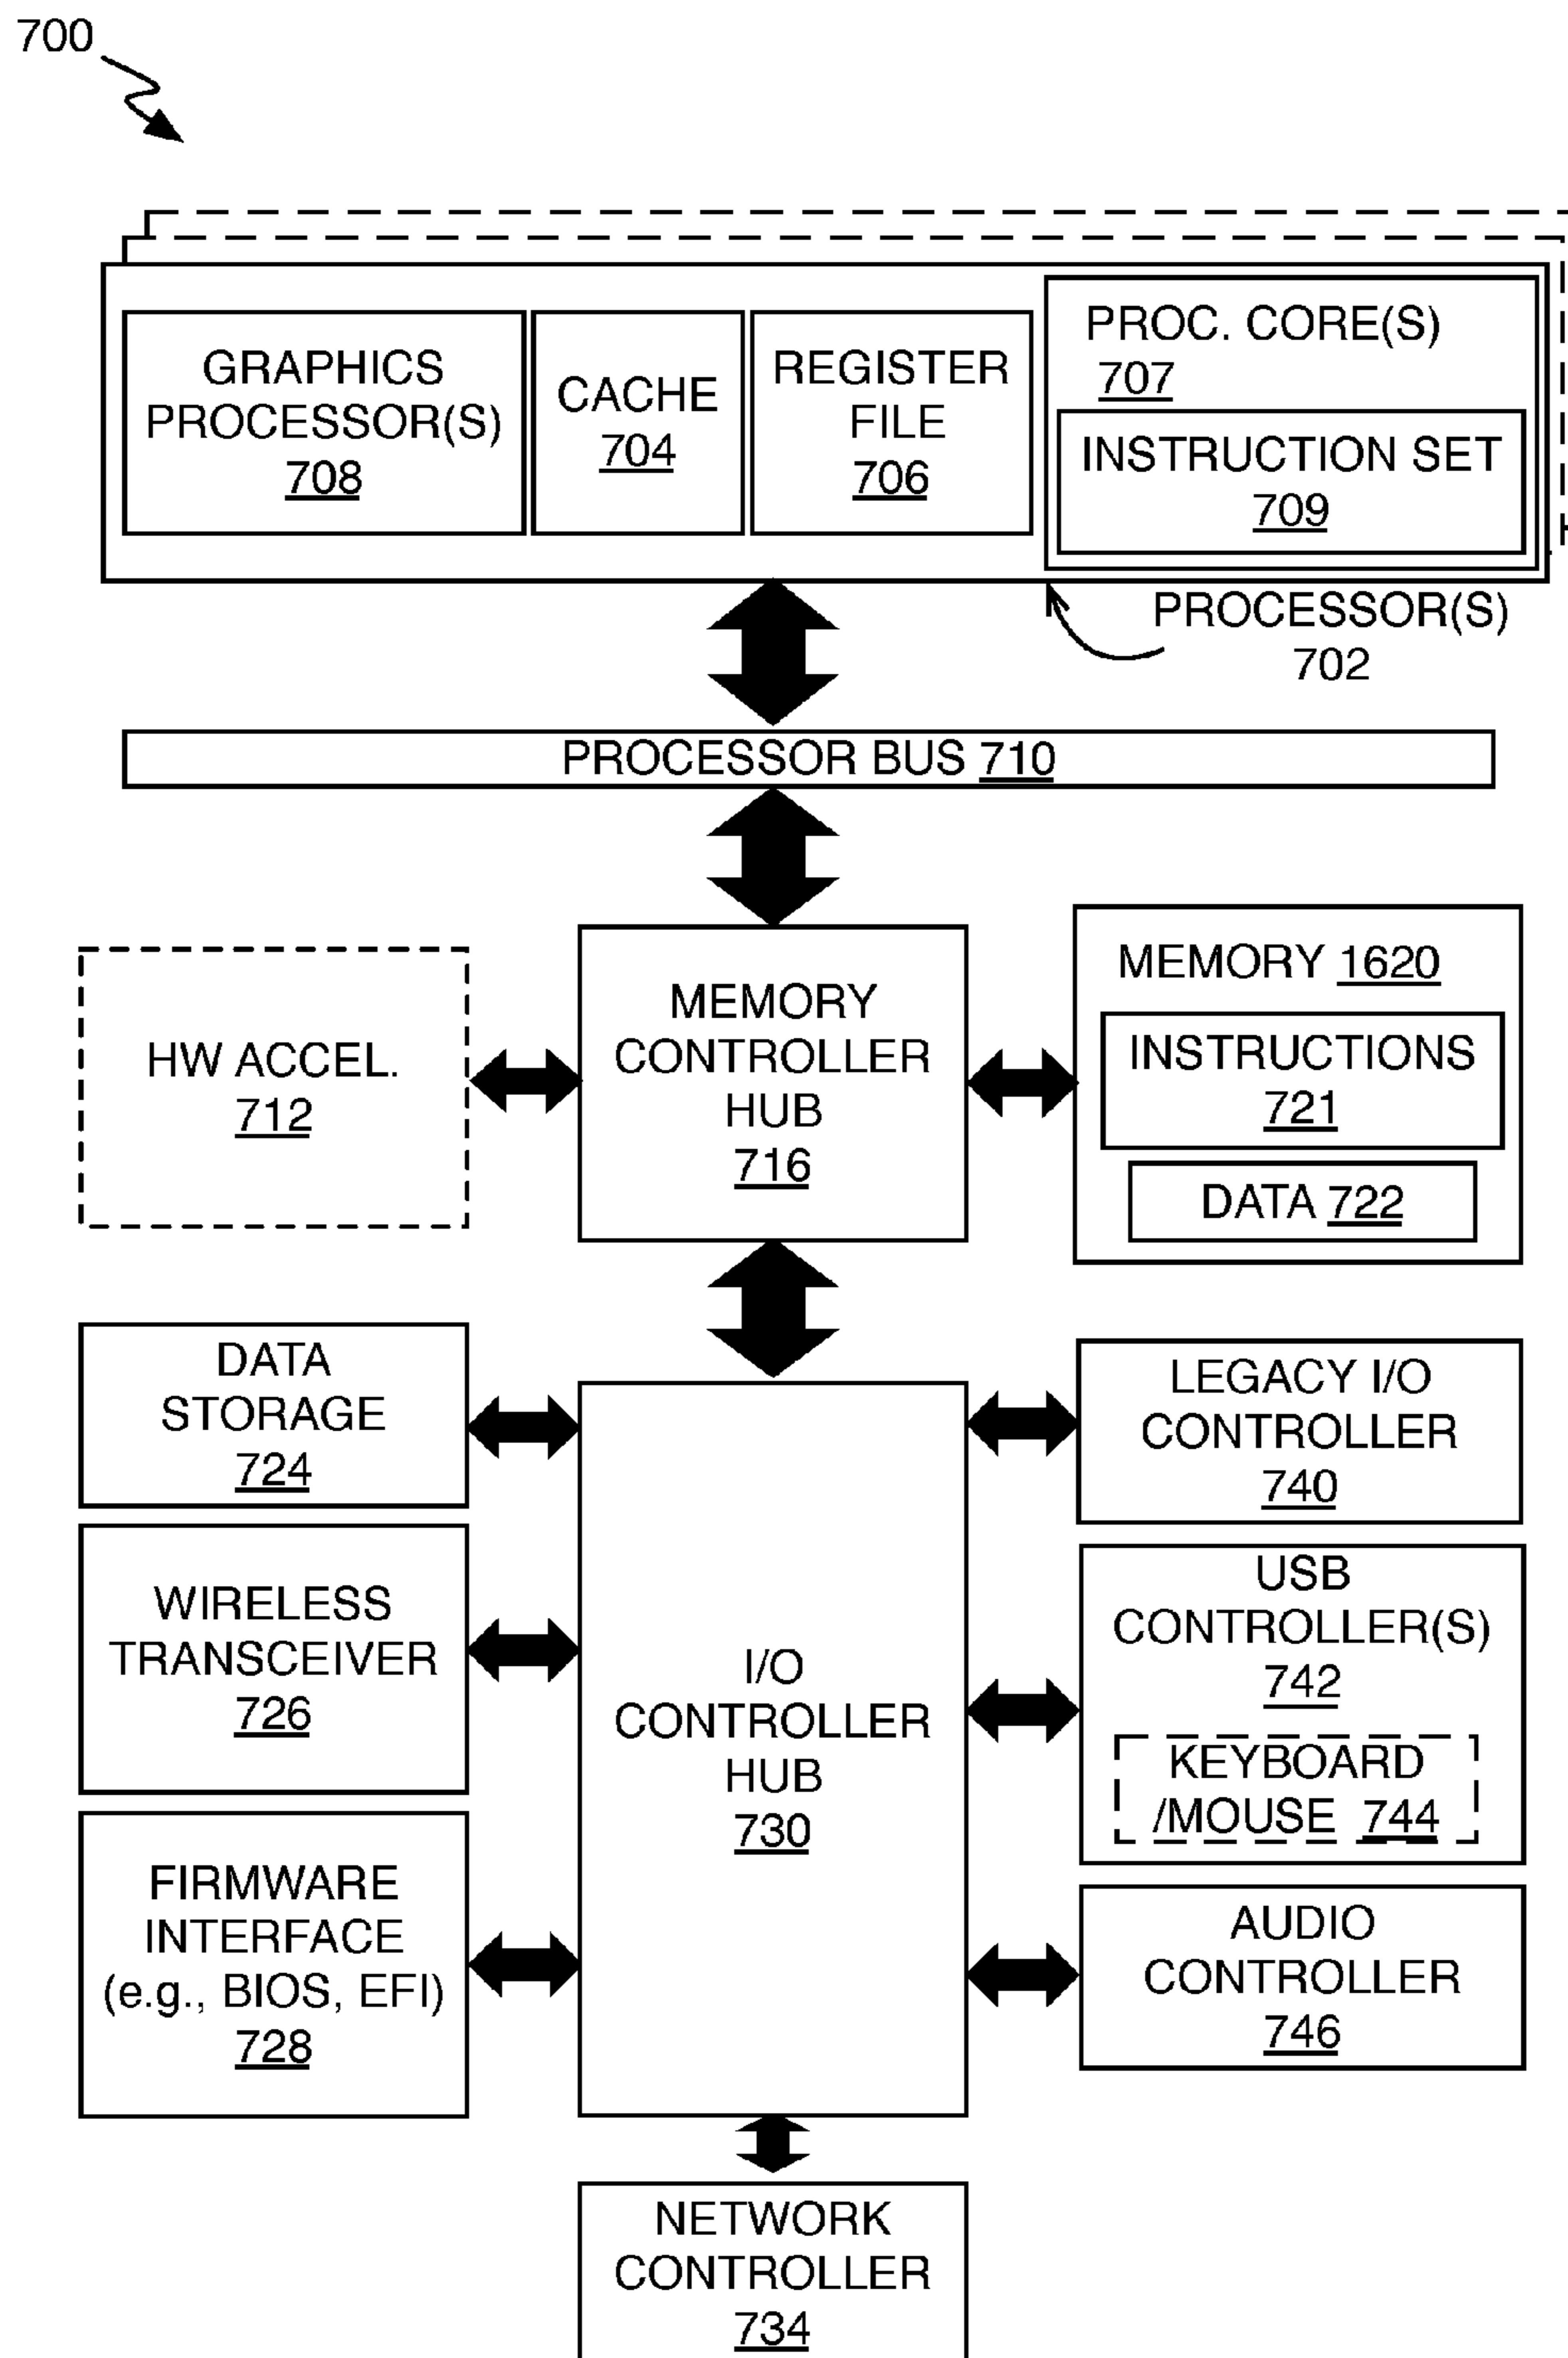 700
GRAPHICS
PROCESSOR(S)
708
CACHE
704
REGISTER
FILE
706
PROC. CORE(S)
707
INSTRUCTION SET
709
PROCESSOR(S)
702
PROCESSOR BUS 710
HW ACCEL.
712
MEMORY
CONTROLLER
HUB
716
MEMORY 1620
INSTRUCTIONS
721
DATA 722
DATA
STORAGE
724
WIRELESS
TRANSCEIVER
726
FIRMWARE
INTERFACE
(e.g., BIOS, EFI)
728
I/O
CONTROLLER
HUB
730
LEGACY I/O
CONTROLLER
740
USB
CONTROLLER(S)
742
KEYBOARD
/MOUSE 744
AUDIO
CONTROLLER
746
NETWORK
CONTROLLER
734